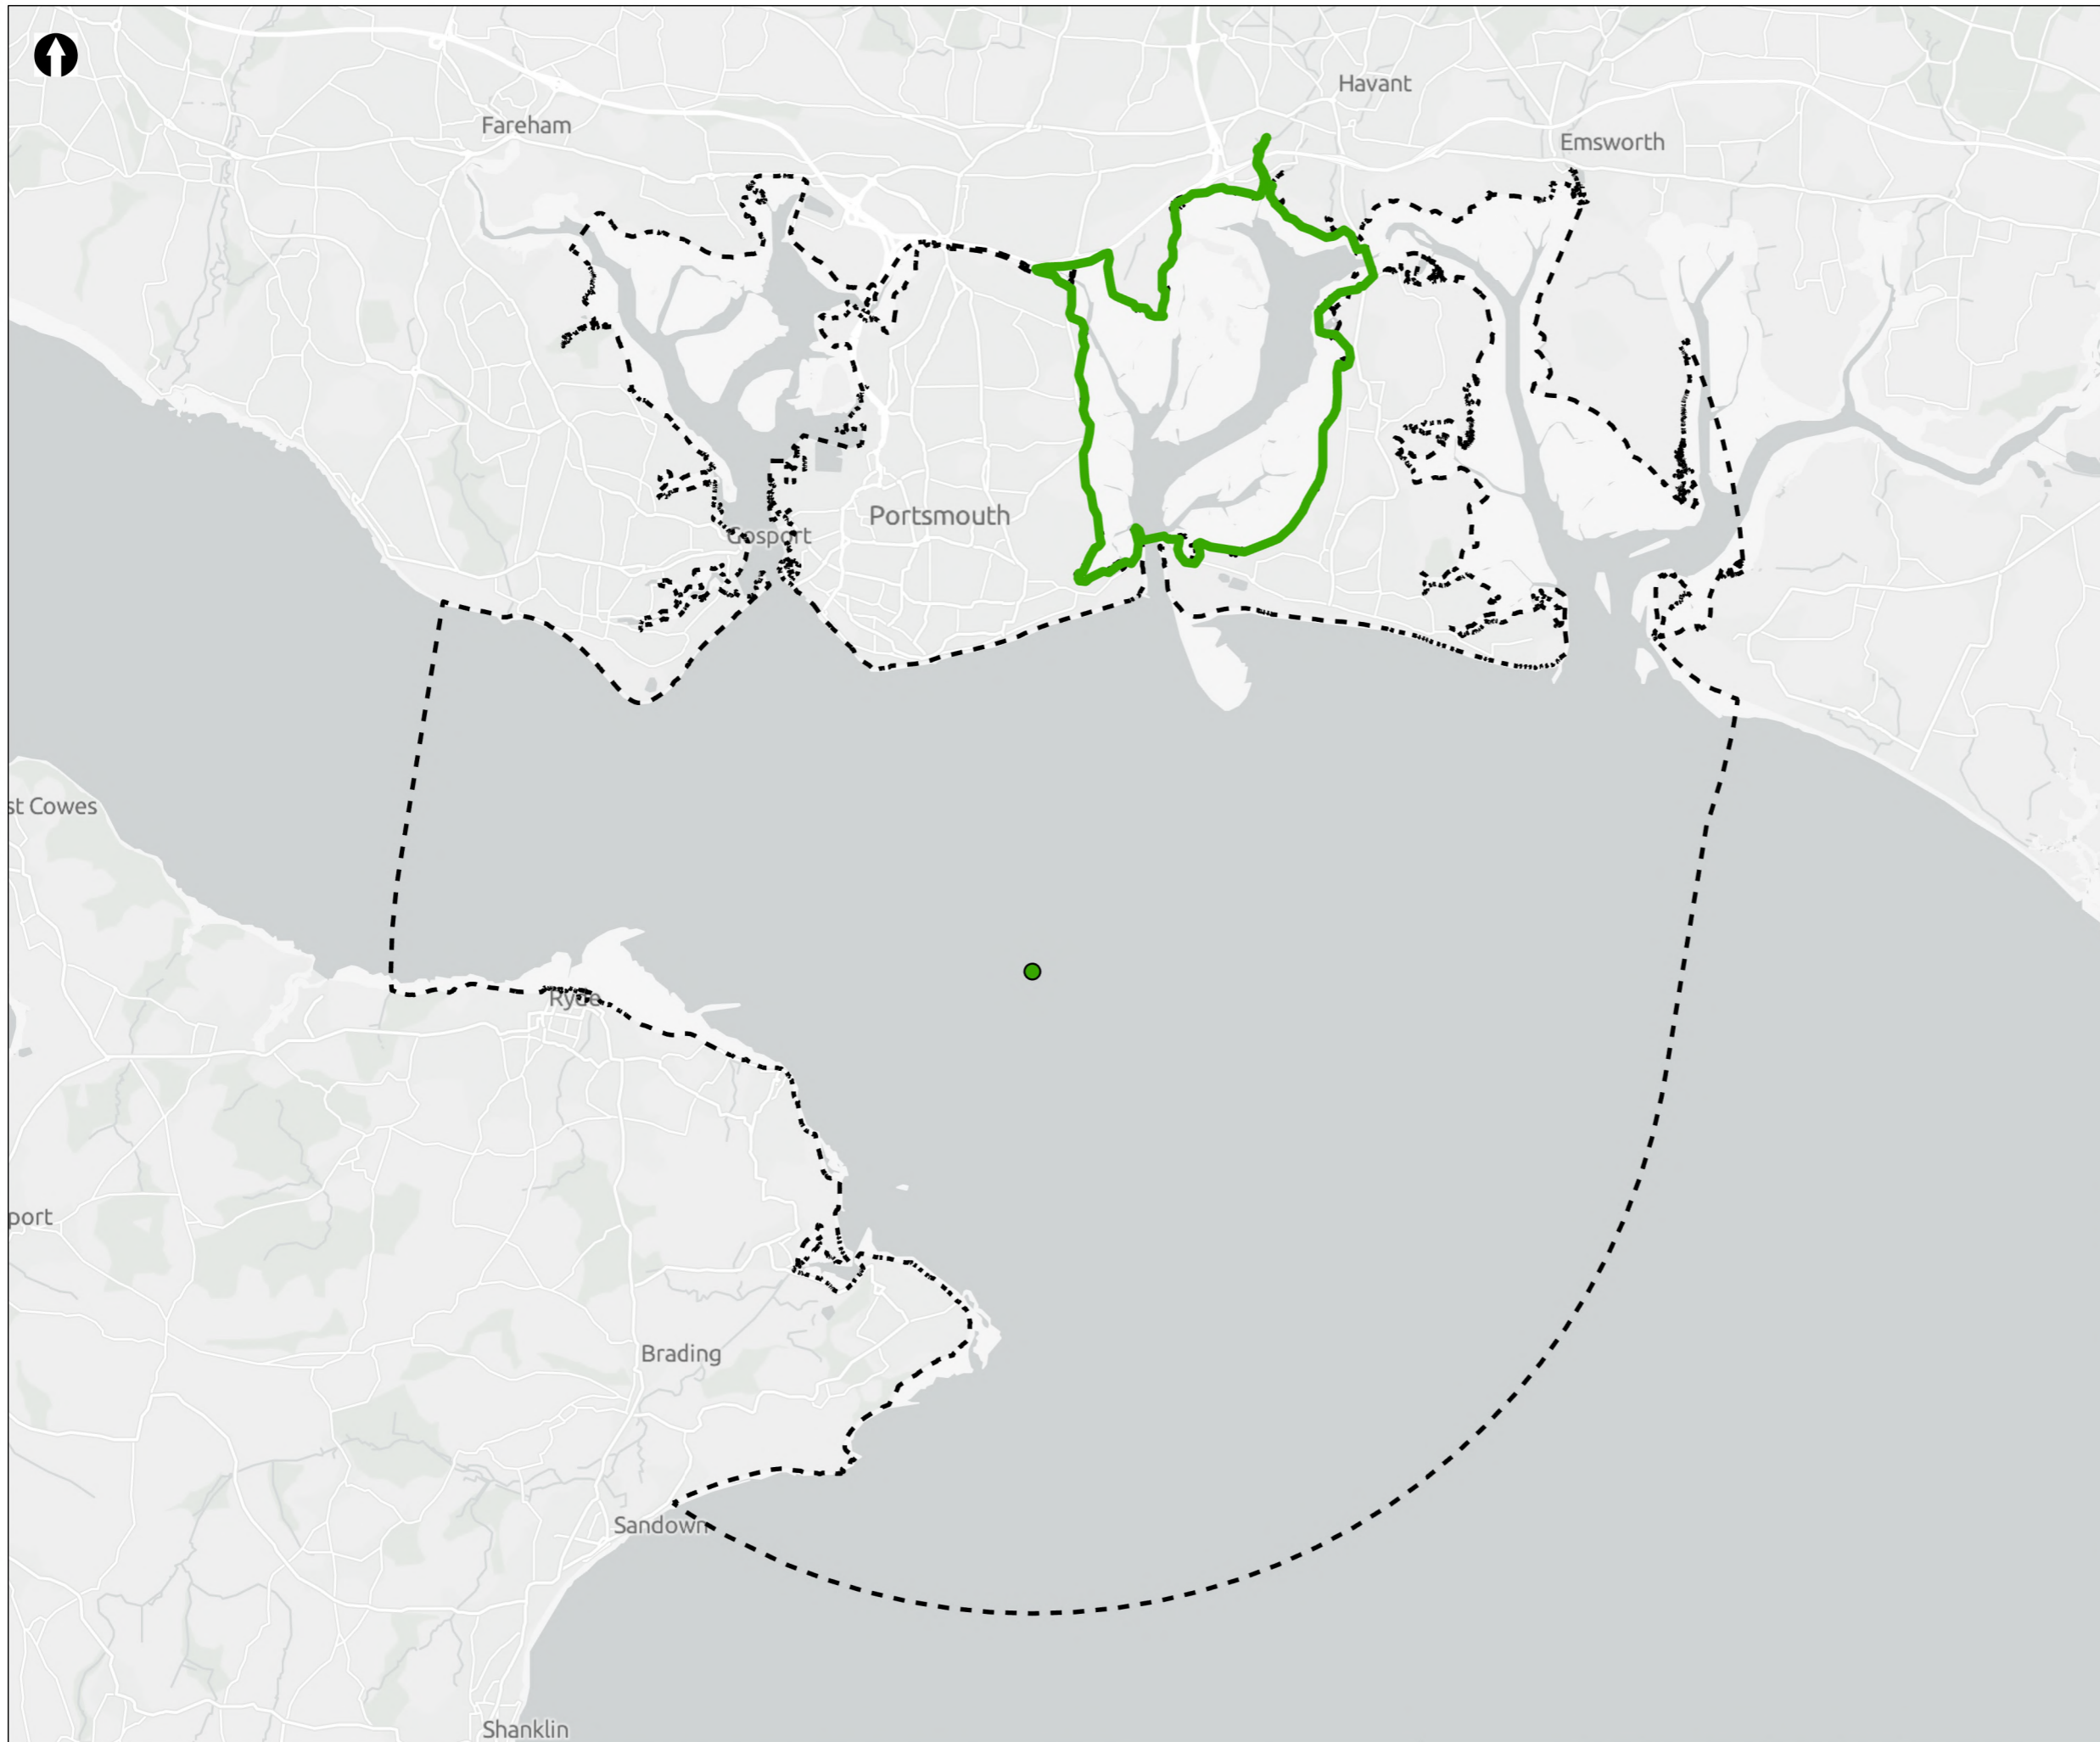 Havant
Fareham
Emsworth
Portsmouth
Gosport
st Cowes
Ryde
port
Brading
Sandown
Shanklin